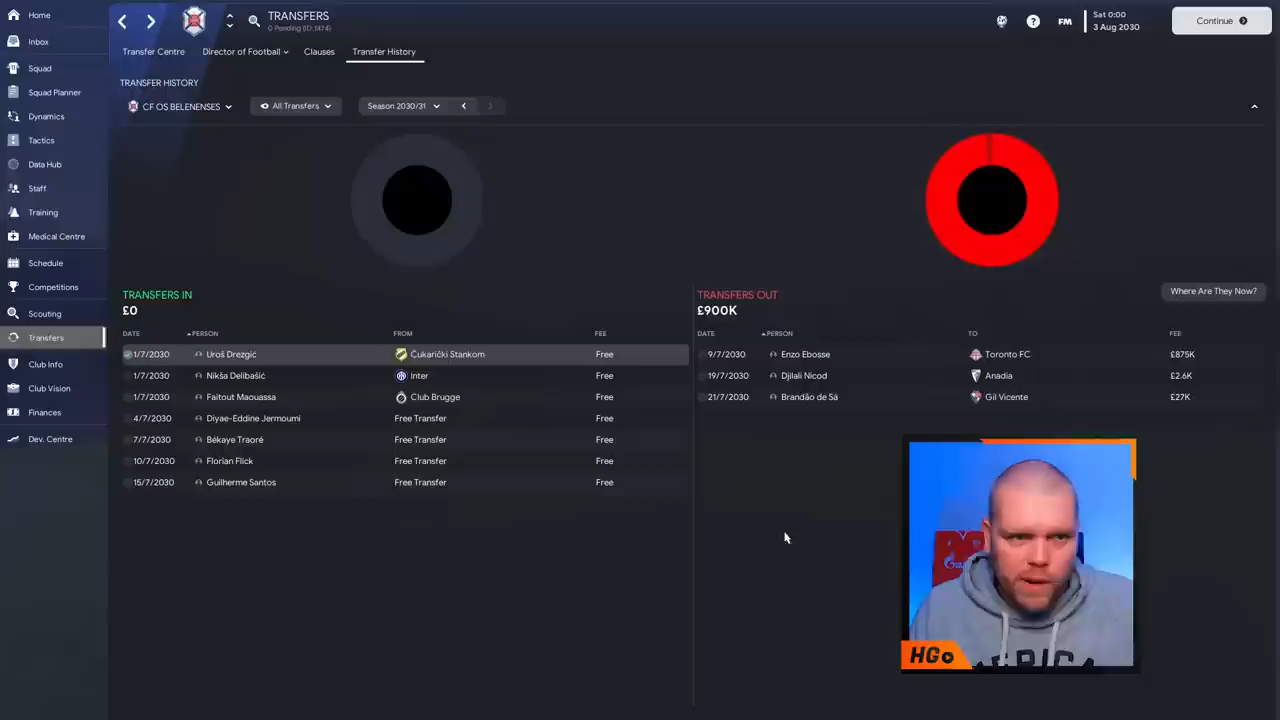 Home
Inbox
Squad
Squad Planner
Dynamics
Tactics
Data Hub
Staff
Training
Medical Centre
Schedule
Competitions
Scouting
Transfers
Club Info
Club Vision
Finances
Dev. Centre
TRANSFERS
0 Pending (ID:1474)
FM
Sat 0:00
3 Aug 2030
Continue
Transfer Centre
Director of Football
Clauses
Transfer History
TRANSFER HISTORY
CF OS BELENENSES
All Transfers
Season 2030/31
TRANSFERS IN
£0
DATE PERSON FROM FEE
1/7/2030 Uroš Drezgić Čukarički Stankom Free
1/7/2030 Nikša Delibašić Inter Free
1/7/2030 Faitout Maouassa Club Brugge Free
4/7/2030 Diyae-Eddine Jermoumi Free Transfer Free
7/7/2030 Békaye Traoré Free Transfer Free
10/7/2030 Florian Flick Free Transfer Free
15/7/2030 Guilherme Santos Free Transfer Free
TRANSFERS OUT
£900K
Where Are They Now?
DATE PERSON TO FEE
9/7/2030 Enzo Ebosse Toronto FC £875K
19/7/2030 Djilali Nicod Anadia £2.6K
21/7/2030 Brandão de Sá Gil Vicente £27K
HG